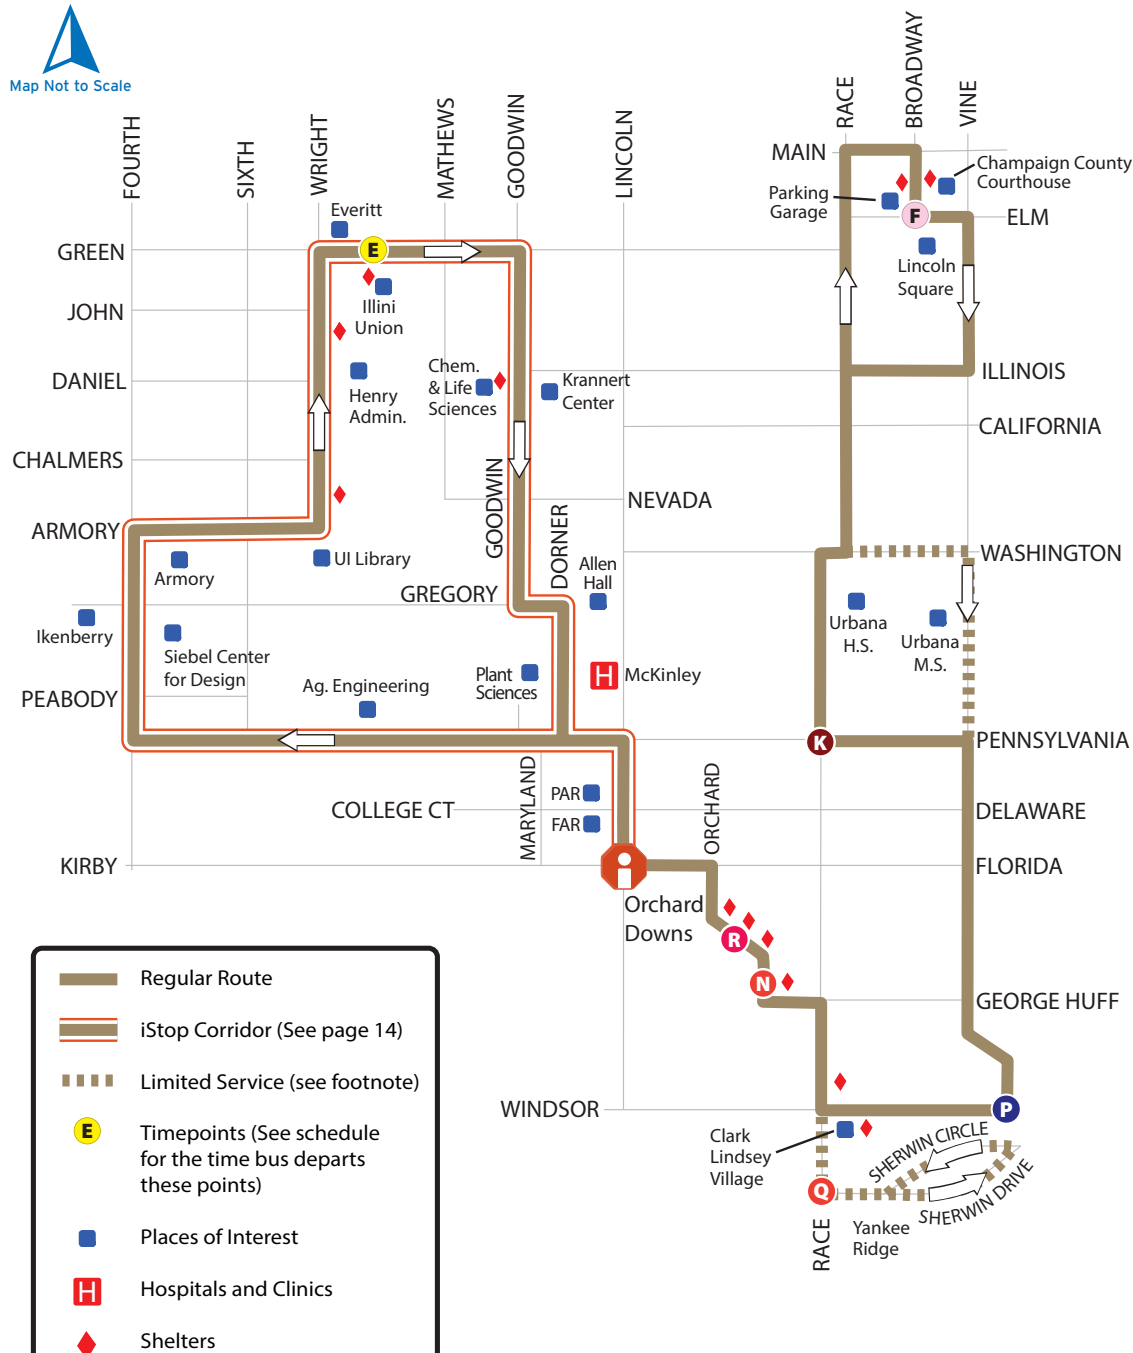 Map Not to Scale
FOURTH
SIXTH
WRIGHT
MATHEWS
GOODWIN
LINCOLN
RACE
BROADWAY
VINE
MAIN
Champaign County
Courthouse
Parking
Garage
F
ELM
Lincoln
Square
Everitt
GREEN
E
Illini
Union
JOHN
DANIEL
Henry
Admin.
Chem.
& Life
Sciences
Krannert
Center
ILLINOIS
CALIFORNIA
CHALMERS
GOODWIN
NEVADA
ARMORY
DORNER
Armory
UI Library
Allen
Hall
WASHINGTON
GREGORY
Ikenberry
Siebel Center
for Design
Urbana
H.S.
Urbana
M.S.
PEABODY
Ag. Engineering
Plant
Sciences
H
McKinley
K
PENNSYLVANIA
MARYLAND
PAR
FAR
ORCHARD
COLLEGE CT
DELAWARE
KIRBY
FLORIDA
i
Orchard
Downs
R
N
GEORGE HUFF
WINDSOR
P
Clark
Lindsey
Village
SHERWIN CIRCLE
SHERWIN DRIVE
Q
RACE
Yankee
Ridge
Regular Route
iStop Corridor (See page 14)
Limited Service (see footnote)
E
Timepoints (See schedule
for the time bus departs
these points)
Places of Interest
H
Hospitals and Clinics
Shelters